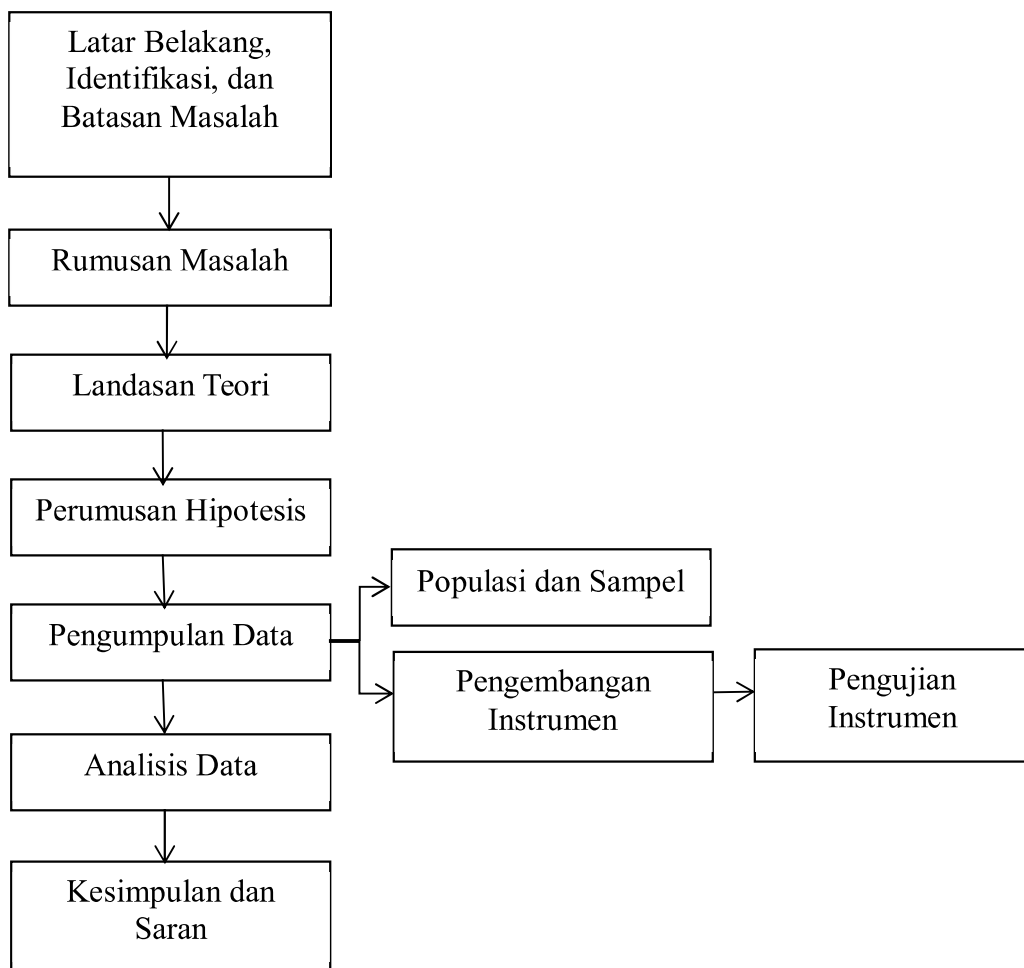 Latar Belakang,
Identifikasi, dan
Batasan Masalah
Rumusan Masalah
Landasan Teori
Perumusan Hipotesis
Pengumpulan Data
Populasi dan Sampel
Pengembangan
Instrumen
Pengujian
Instrumen
Analisis Data
Kesimpulan dan
Saran